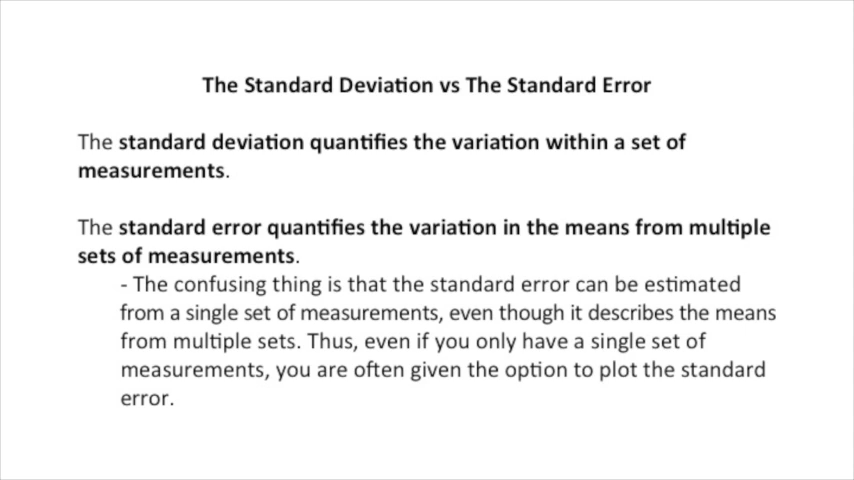 The Standard Deviation vs The Standard Error
The standard deviation quantifies the variation within a set of
measurements.
The standard error quantifies the variation in the means from multiple
sets of measurements.
- The confusing thing is that the standard error can be estimated
from a single set of measurements, even though it describes the means
from multiple sets. Thus, even if you only have a single set of
measurements, you are often given the option to plot the standard
error.